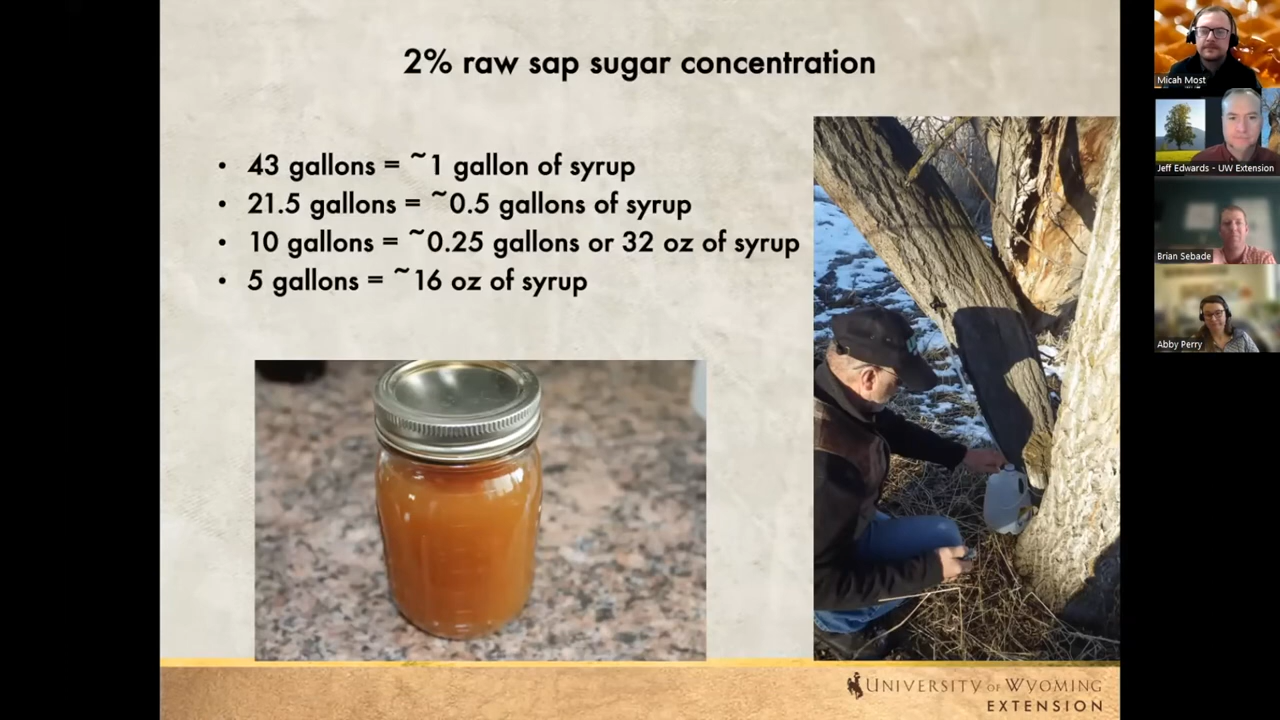 2% raw sap sugar concentration
• 43 gallons = ~1 gallon of syrup
• 21.5 gallons = ~0.5 gallons of syrup
• 10 gallons = ~0.25 gallons or 32 oz of syrup
• 5 gallons = ~16 oz of syrup
UNIVERSITY OF WYOMING
EXTENSION
Micah Most
Jeff Edwards - UW Extension
Brian Sebade
Abby Perry